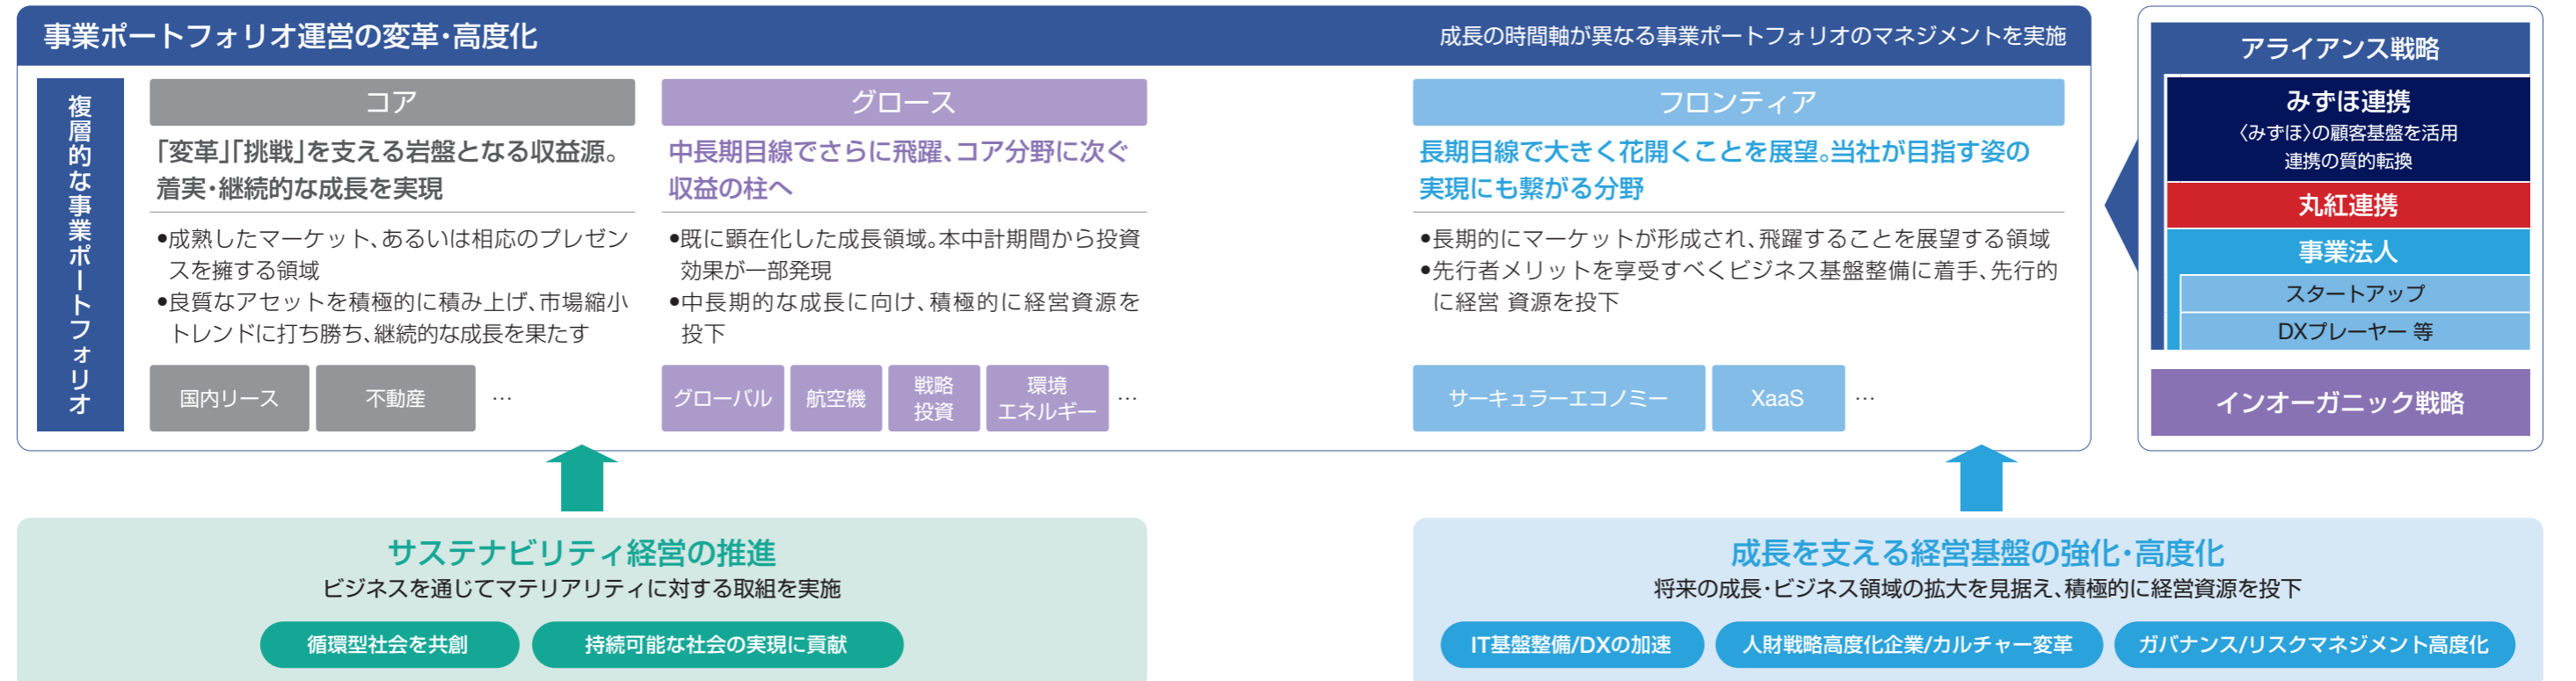 事業ポートフォリオ運営の変革・高度化
成長の時間軸が異なる事業ポートフォリオのマネジメントを実施
複層的な事業ポートフォリオ
コア
「変革」「挑戦」を支える岩盤となる収益源。
着実・継続的な成長を実現
•成熟したマーケット、あるいは相応のプレゼン
スを擁する領域
•良質なアセットを積極的に積み上げ、市場縮小
トレンドに打ち勝ち、継続的な成長を果たす
国内リース
不動産
…
グロース
中長期目線でさらに飛躍、コア分野に次ぐ
収益の柱へ
•既に顕在化した成長領域。本中計期間から投資
効果が一部発現
•中長期的な成長に向け、積極的に経営資源を
投下
グローバル
航空機
戦略
投資
環境
エネルギー
…
フロンティア
長期目線で大きく花開くことを展望。当社が目指す姿の
実現にも繋がる分野
•長期的にマーケットが形成され、飛躍することを展望する領域
•先行者メリットを享受すべくビジネス基盤整備に着手、先行的
に経営 資源を投下
サーキュラーエコノミー
XaaS
…
アライアンス戦略
みずほ連携
〈みずほ〉の顧客基盤を活用
連携の質的転換
丸紅連携
事業法人
スタートアップ
DXプレーヤー 等
インオーガニック戦略
サステナビリティ経営の推進
ビジネスを通じてマテリアリティに対する取組を実施
循環型社会を共創
持続可能な社会の実現に貢献
成長を支える経営基盤の強化・高度化
将来の成長・ビジネス領域の拡大を見据え、積極的に経営資源を投下
IT基盤整備/DXの加速
人財戦略高度化企業/カルチャー変革
ガバナンス/リスクマネジメント高度化